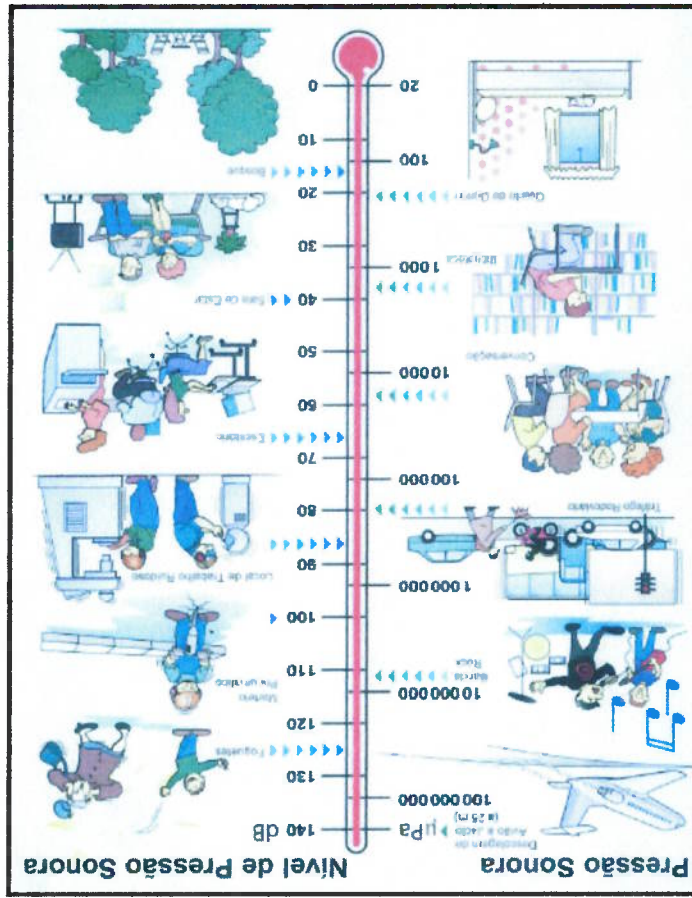 Nível de Pressão Sonora
Pressão Sonora
140 dB
µPa
Descolagem do
Avião a Jacto
(a 25 m)
100 000 000
130
Foguetes
120
10 000 000
Banda
Rock
110
Martelo
Pneumático
100
1 000 000
Local de Trabalho Ruidoso
90
80
Tráfego Rodoviário
100 000
70
Escritório
60
10 000
Conversação
50
40
Sala de Estar
1 000
Biblioteca
30
20
Quarto de Dormir
Bosque
100
10
0
20